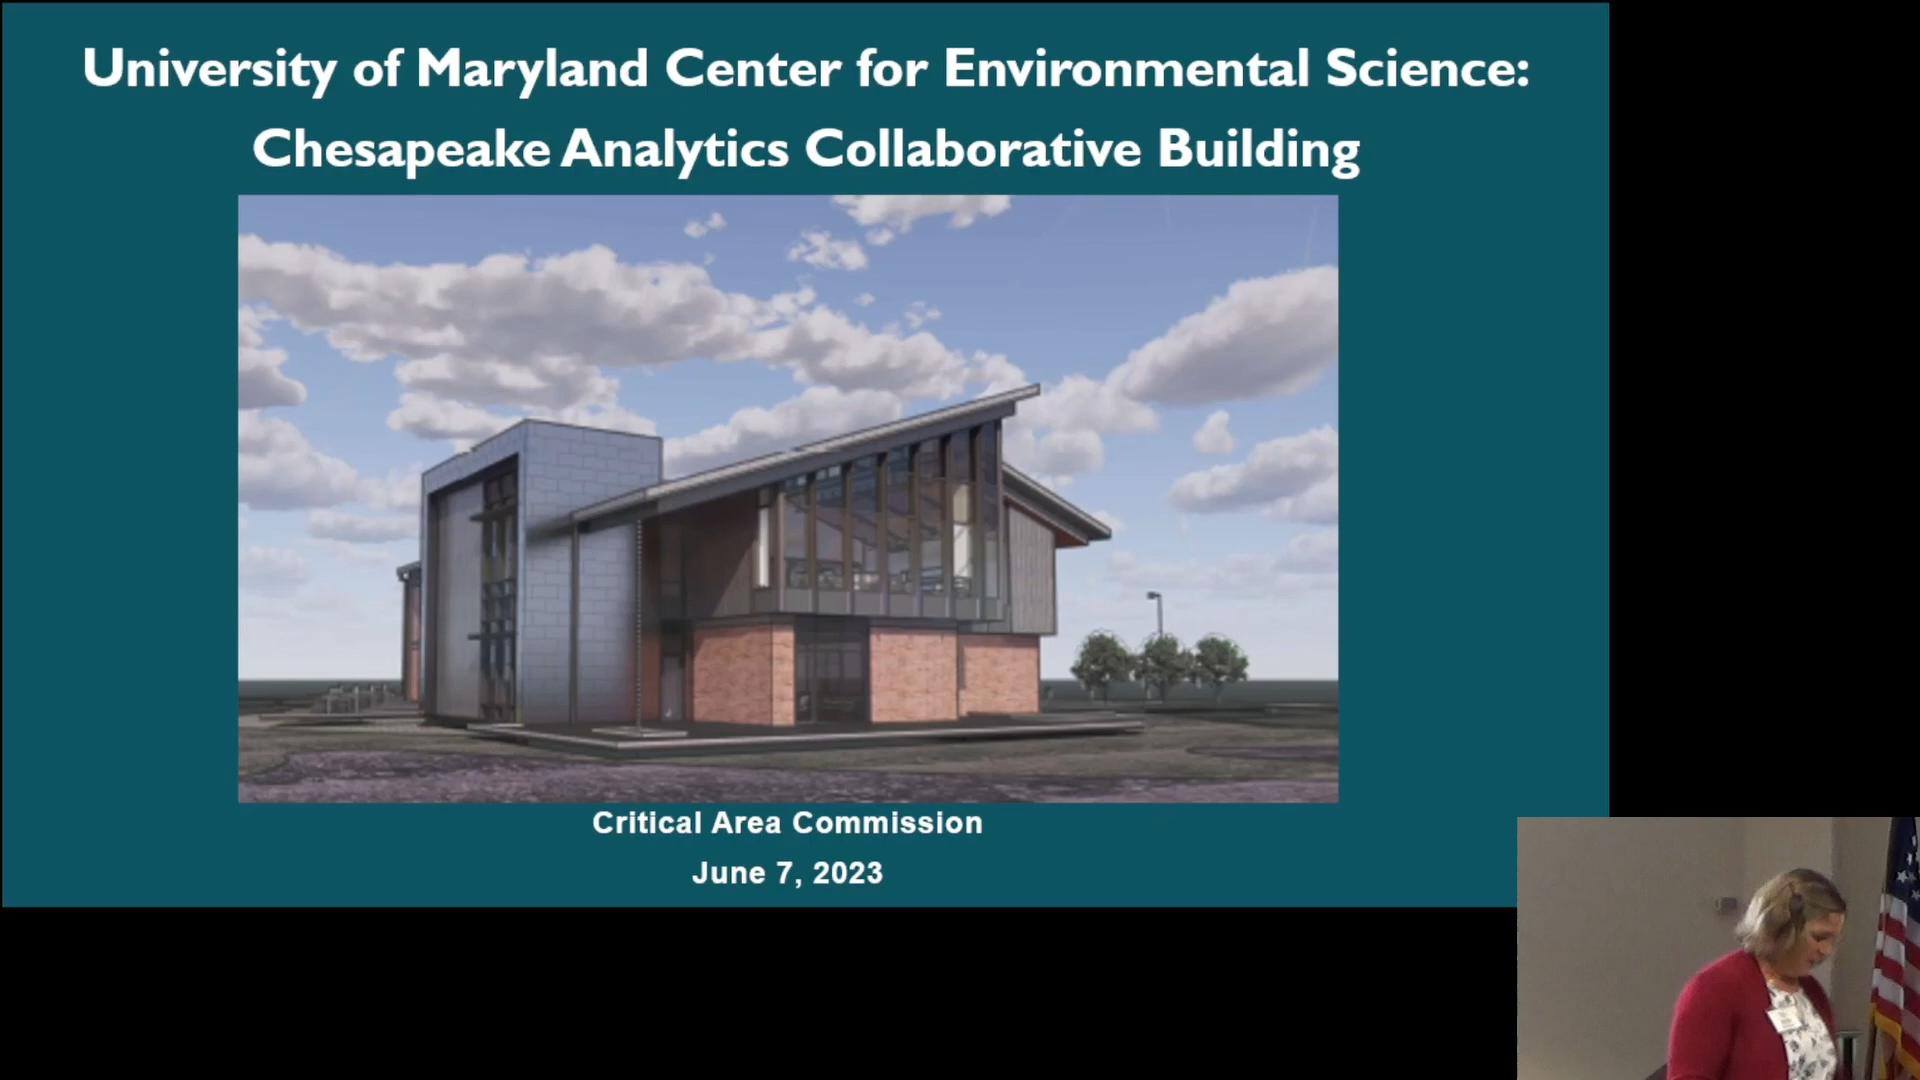 University of Maryland Center for Environmental Science:
Chesapeake Analytics Collaborative Building
Critical Area Commission
June 7, 2023